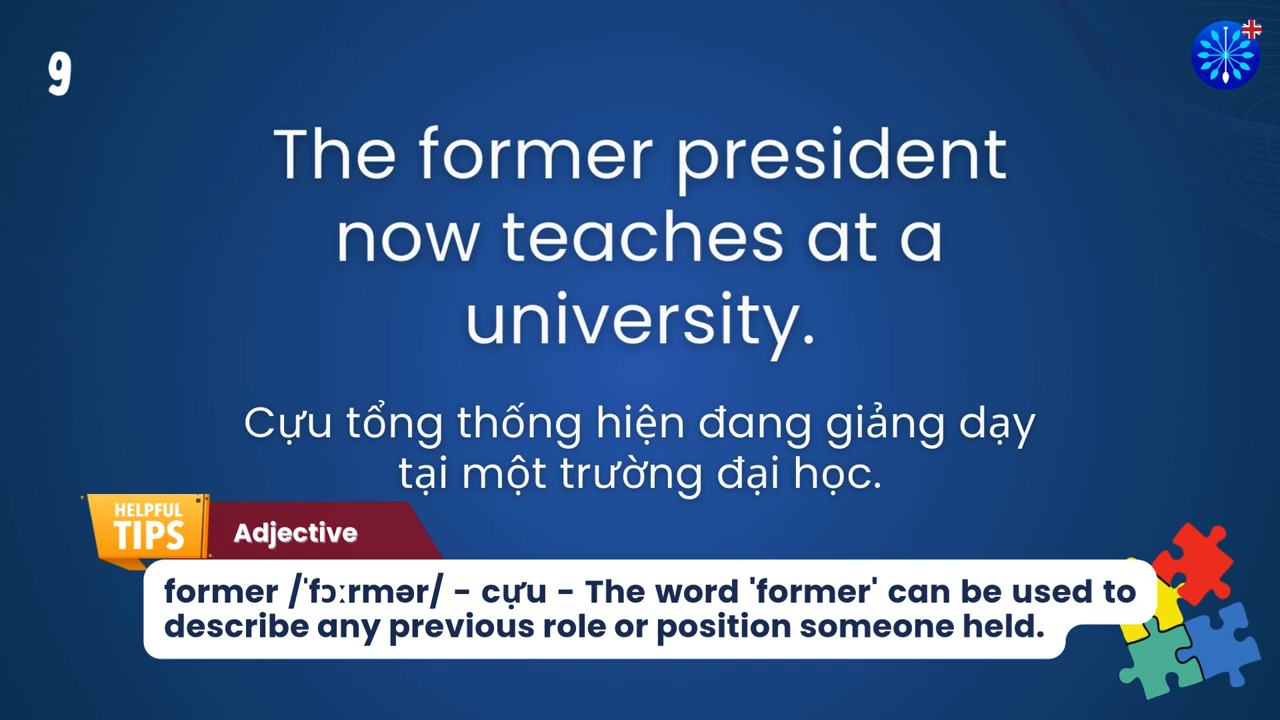 9
The former president
now teaches at a
university.
Cựu tổng thống hiện đang giảng dạy
tại một trường đại học.
HELPFUL
TIPS
Adjective
former /ˈfɔːrmər/ - cựu - The word 'former' can be used to
describe any previous role or position someone held.